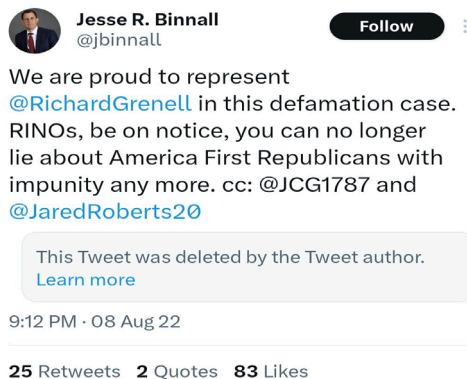 Jesse R. Binnall
@jbinnall
Follow
We are proud to represent
@RichardGrenell in this defamation case.
RINOs, be on notice, you can no longer
lie about America First Republicans with
impunity any more. cc: @JCG1787 and
@JaredRoberts20
This Tweet was deleted by the Tweet author.
Learn more
9:12 PM · 08 Aug 22
25 Retweets 2 Quotes 83 Likes